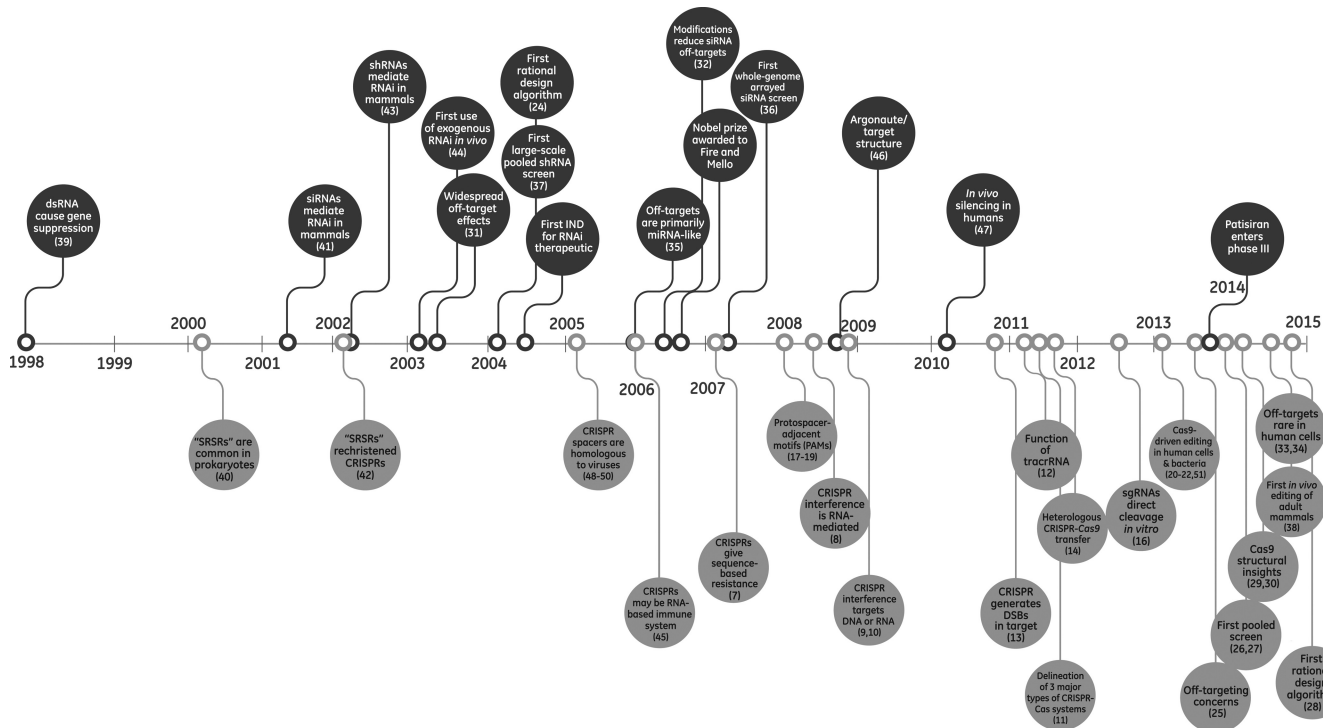 dsRNA
cause gene
suppression
(39)
siRNAs
mediate
RNAi in
mammals
(41)
shRNAs
mediate
RNAi in
mammals
(43)
First use
of exogenous
RNAi in vivo
(44)
Widespread
off-target
effects
(31)
First
rational
design
algorithm
(24)
First
large-scale
pooled shRNA
screen
(37)
First IND
for RNAi
therapeutic
Off-targets
are primarily
miRNA-like
(35)
Modifications
reduce siRNA
off-targets
(32)
Nobel prize
awarded to
Fire and
Mello
First
whole-genome
arrayed
siRNA screen
(36)
Argonaute/
target
structure
(46)
In vivo
silencing in
humans
(47)
Patisiran
enters
phase III
1998
1999
2000
2001
2002
2003
2004
2005
2006
2007
2008
2009
2010
2011
2012
2013
2014
2015
"SRSRs" are
common in
prokaryotes
(40)
"SRSRs"
rechristened
CRISPRs
(42)
CRISPR
spacers are
homologous
to viruses
(48-50)
CRISPRs
may be RNA-
based immune
system
(45)
CRISPRs
give
sequence-
based
resistance
(7)
Protospacer-
adjacent
motifs (PAMs)
(17-19)
CRISPR
interference
is RNA-
mediated
(8)
CRISPR
interference
targets
DNA or RNA
(9,10)
CRISPR
generates
DSBs
in target
(13)
Function
of
tracrRNA
(12)
Delineation
of 3 major
types of CRISPR-
Cas systems
(11)
Heterologous
CRISPR-Cas9
transfer
(14)
sgRNAs
direct
cleavage
in vitro
(16)
Cas9-
driven editing
in human cells
& bacteria
(20-22,51)
Off-targeting
concerns
(25)
First pooled
screen
(26,27)
Cas9
structural
insights
(29,30)
Off-targets
rare in
human cells
(33,34)
First in vivo
editing of
adult
mammals
(38)
First
ration
design
algorith
(28)